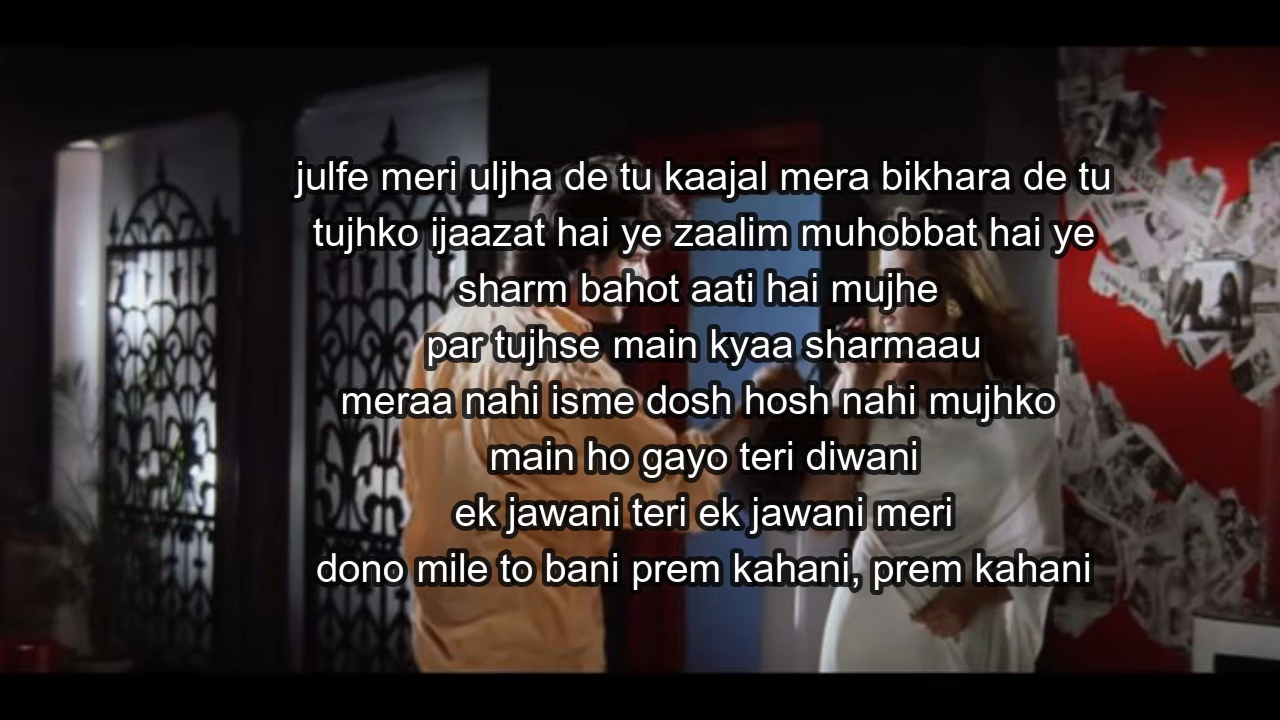 julfe meri uljha de tu kaajal mera bikhara de tu
tujhko ijaazat hai ye zaalim muhobbat hai ye
sharm bahot aati hai mujhe
par tujhse main kyaa sharmaau
meraa nahi isme dosh hosh nahi mujhko
main ho gayo teri diwani
ek jawani teri ek jawani meri
dono mile to bani prem kahani, prem kahani